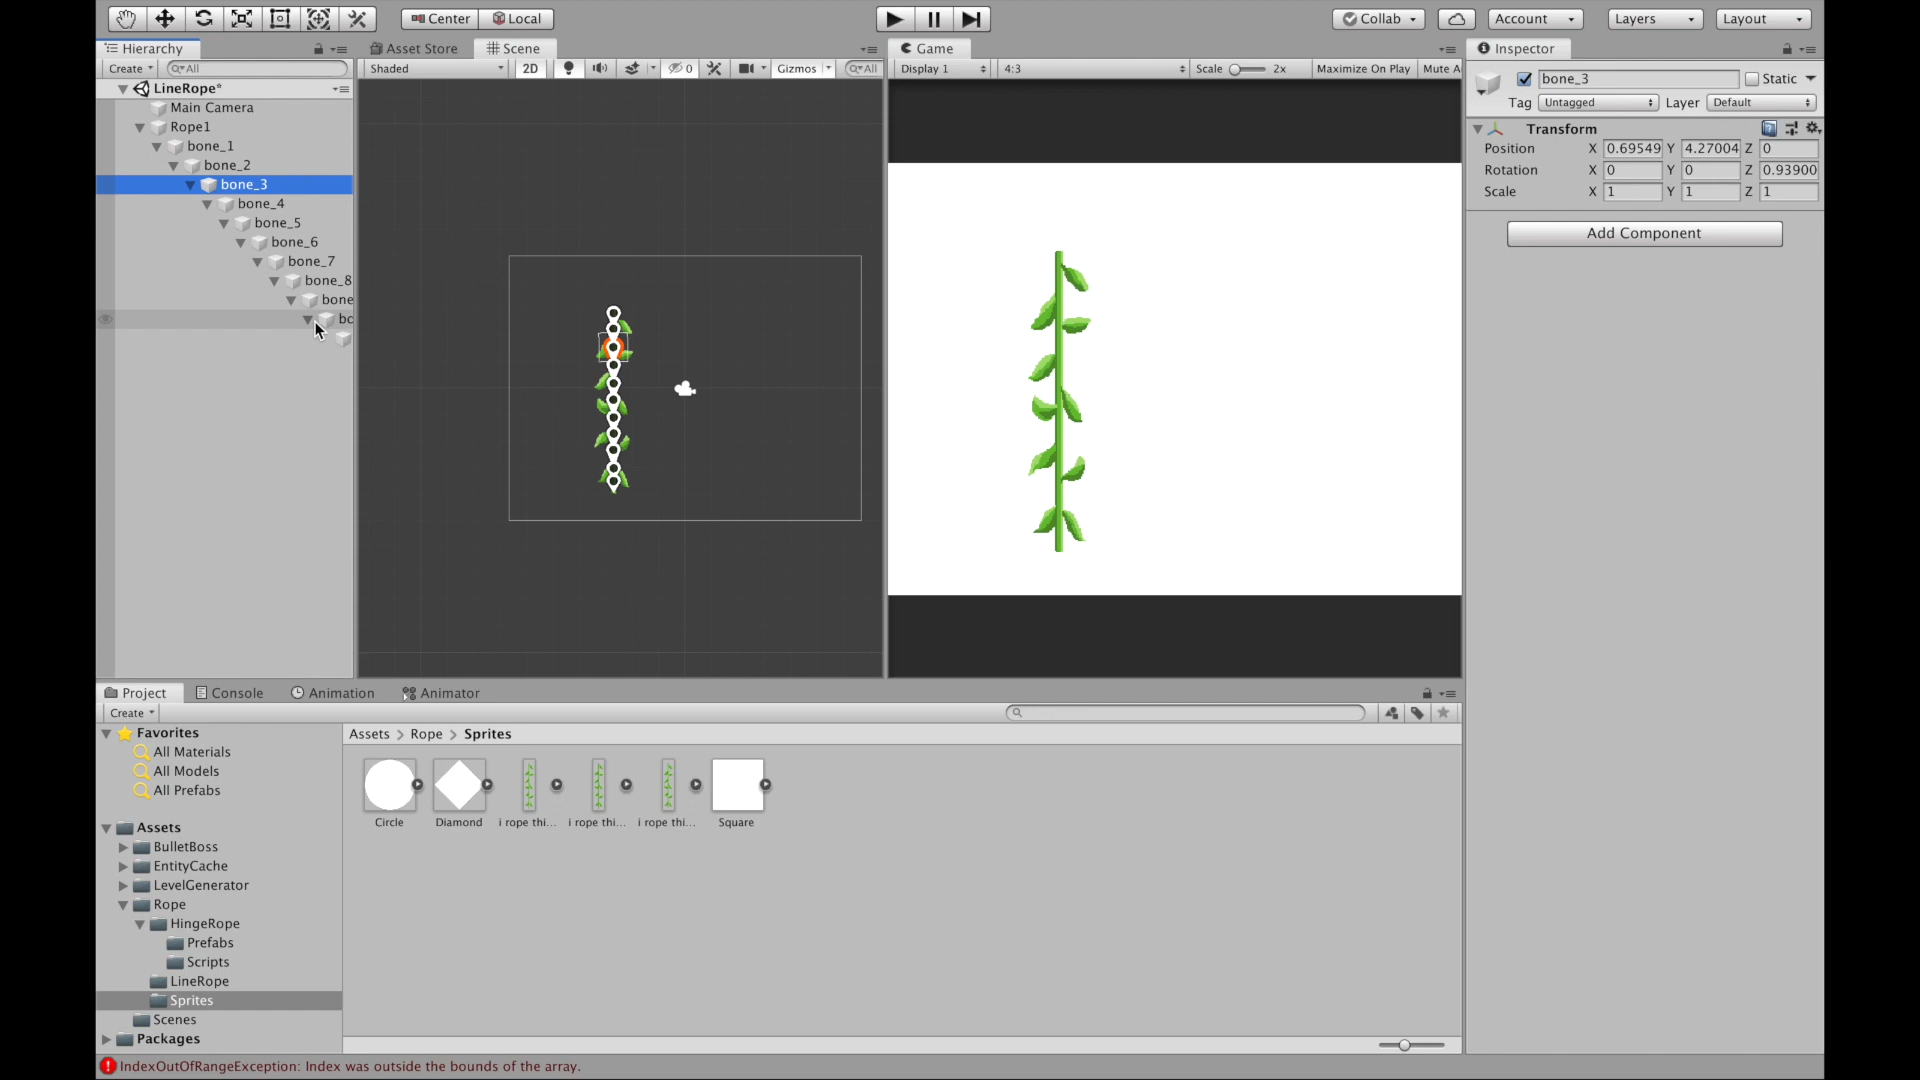 Center Local Collab Account Layers Layout
Hierarchy Asset Store Scene Game Inspector
Create All Shaded 2D 0 Gizmos All Display 1 4:3 Scale 2x Maximize On Play Mute A
bone_3 Static
Tag Untagged Layer Default
LineRope*
Main Camera
Rope1
bone_1
bone_2
bone_3
bone_4
bone_5
bone_6
bone_7
bone_8
bone
bo
Transform
Position X 0.69549 Y 4.27004 Z 0
Rotation X 0 Y 0 Z 0.93900
Scale X 1 Y 1 Z 1
Add Component
Project Console Animation Animator
Create
Favorites
All Materials
All Models
All Prefabs
Assets
BulletBoss
EntityCache
LevelGenerator
Rope
HingeRope
Prefabs
Scripts
LineRope
Sprites
Scenes
Packages
Assets > Rope > Sprites
Circle Diamond i rope thi... i rope thi... i rope thi... Square
IndexOutOfRangeException: Index was outside the bounds of the array.